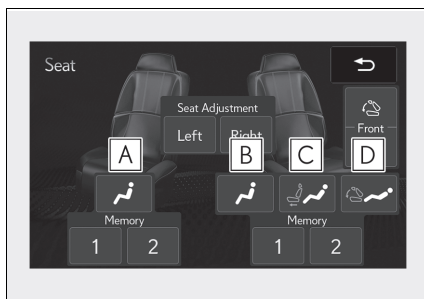 Seat
Seat Adjustment
Left Right
Front
A B C D
Memory Memory
1 2 1 2